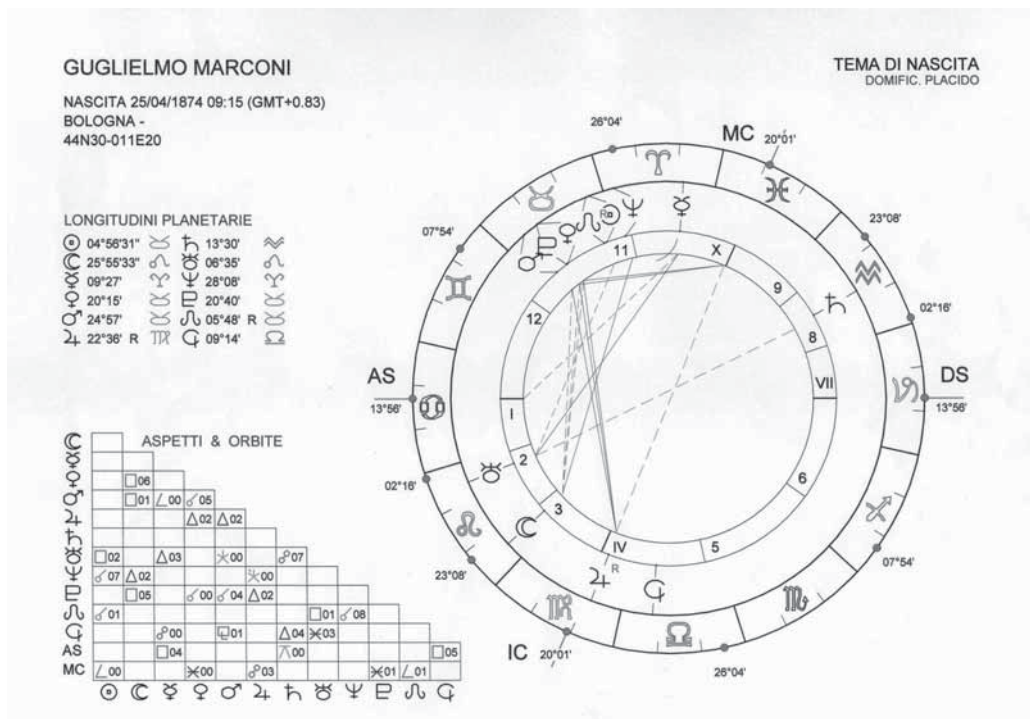 GUGLIELMO MARCONI
NASCITA 25/04/1874 09:15 (GMT+0.83)
BOLOGNA -
44N30-011E20
TEMA DI NASCITA
DOMIFIC. PLACIDO
LONGITUDINI PLANETARIE
☉ 04°56'31" ♉ ♄ 13°30' ♒
☾ 25°55'33" ♌ ♅ 06°35' ♌
☿ 09°27' ♈ ♆ 28°08' ♈
♀ 20°15' ♉ ♇ 20°40' ♉
♂ 24°57' ♉ ☊ 05°48' R ♉
♃ 22°36' R ♍ 09°14' ♎
ASPETTI & ORBITE
☾
☿
♀ □06
♂ □01 ∠00 ☌05
♃ △02 △02
♄
♅ □02 △03 ⚹00 ☍07
♆ ☌07 △02 00
♇ □05 ☌00 ☌04 △02
☊ ☌01 □01 ☌08
☍00 01 △04 ⚹03
AS □04 ⚻00 □05
MC ∠00 ⚹00 ☍03 ⚹01 ∠01
☉ ☾ ☿ ♀ ♂ ♃ ♄ ♅ ♆ ♇ ☊
26°04'
MC 20°01'
23°08'
02°16'
DS
13°56'
07°54'
26°04'
IC 20°01'
23°08'
02°16'
AS
13°56'
07°54'
R
11
X
9
8
VII
6
5
IV
R
3
2
I
12